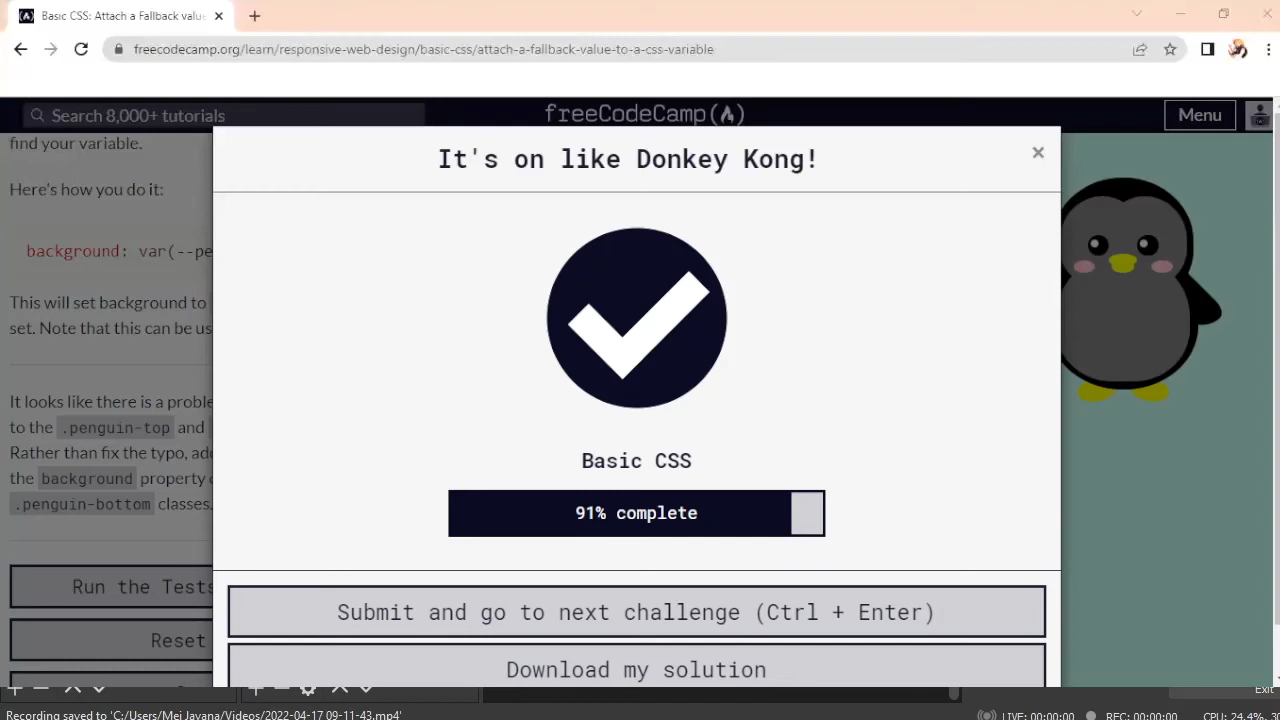 Basic CSS: Attach a Fallback value
freecodecamp.org/learn/responsive-web-design/basic-css/attach-a-fallback-value-to-a-css-variable
Search 8,000+ tutorials
freeCodeCamp
Menu
find your variable.
Here's how you do it:
background: var(--pe
This will set background to
set. Note that this can be us
It looks like there is a proble
to the .penguin-top and
Rather than fix the typo, ad
the background property
.penguin-bottom classes.
Run the Tests
Reset
It's on like Donkey Kong!
×
Basic CSS
91% complete
Submit and go to next challenge (Ctrl + Enter)
Download my solution
Exit
Recording saved to 'C:/Users/Mei Jayana/Videos/2022-04-17 09-11-43.mp4'
LIVE: 00:00:00
REC: 00:00:00
CPU: 24.4%, 30